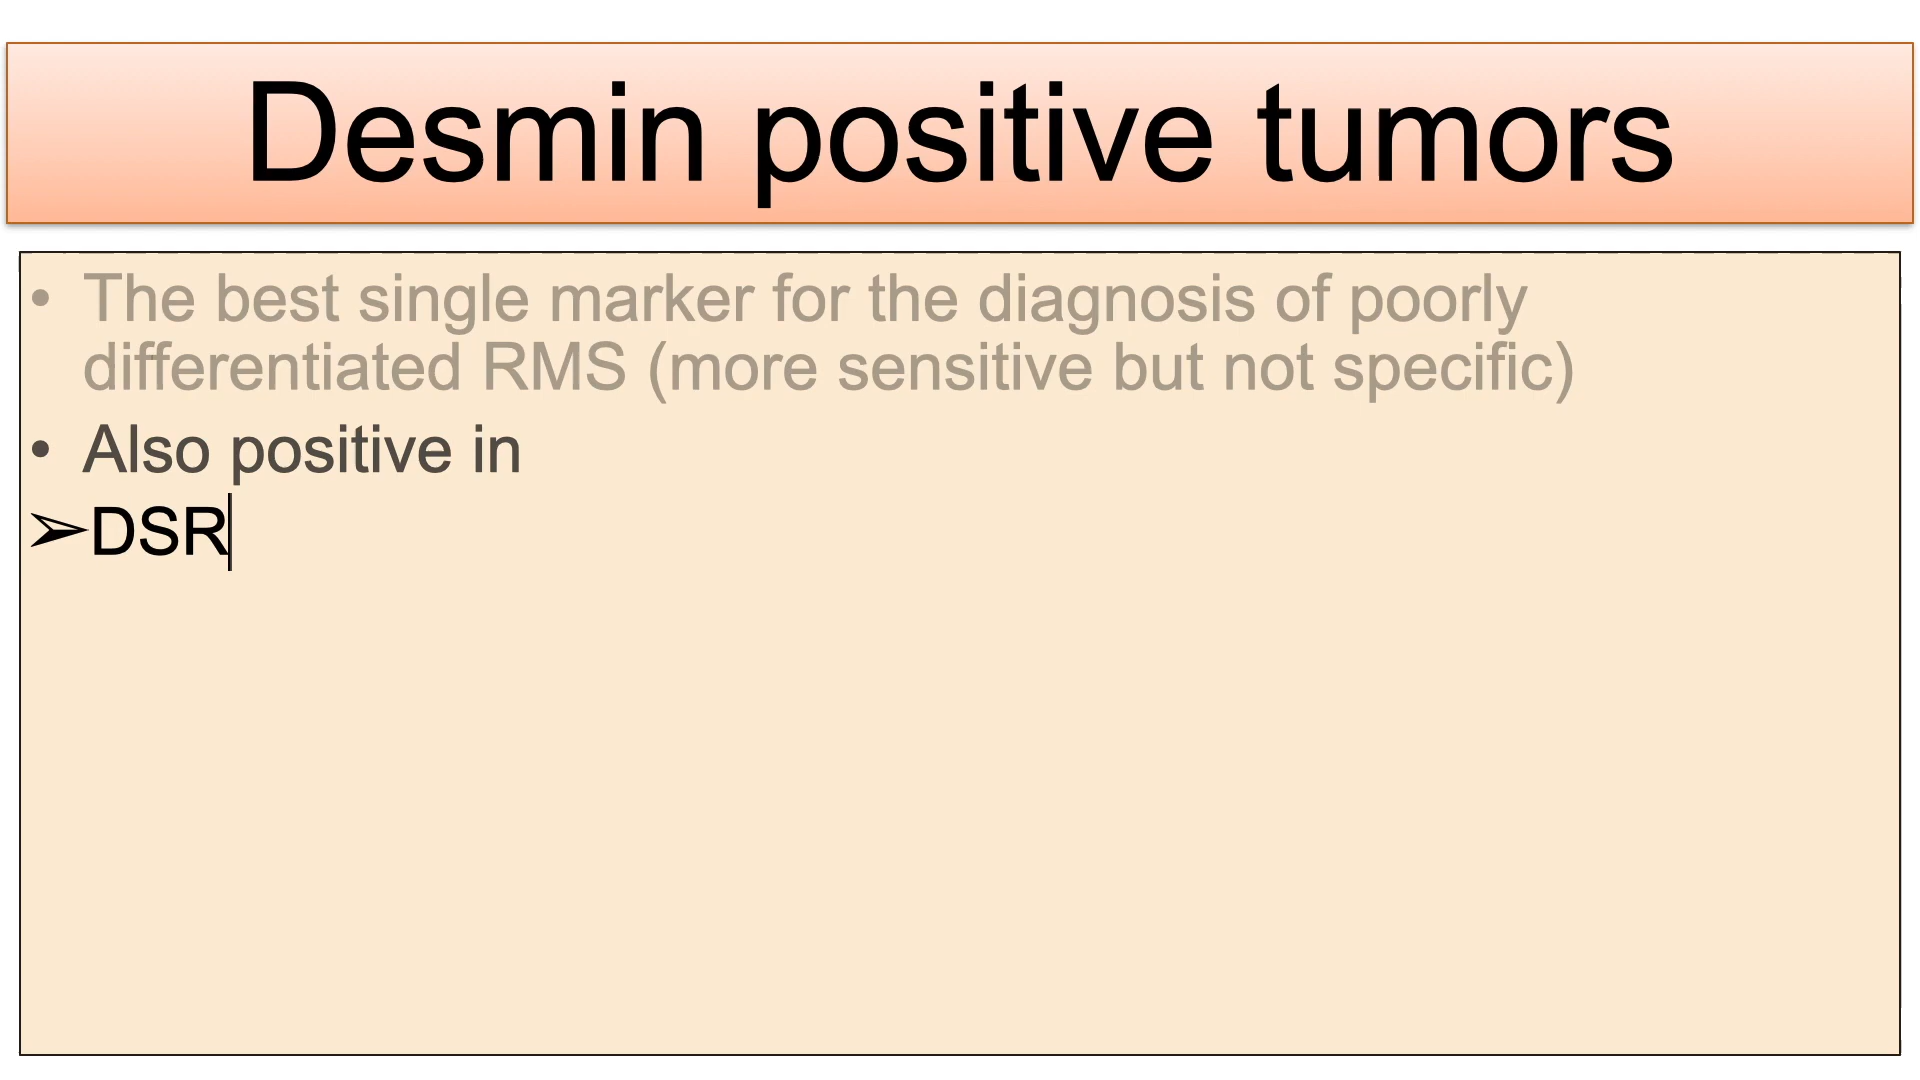 Desmin positive tumors
• The best single marker for the diagnosis of poorly
differentiated RMS (more sensitive but not specific)
• Also positive in
➢DSR